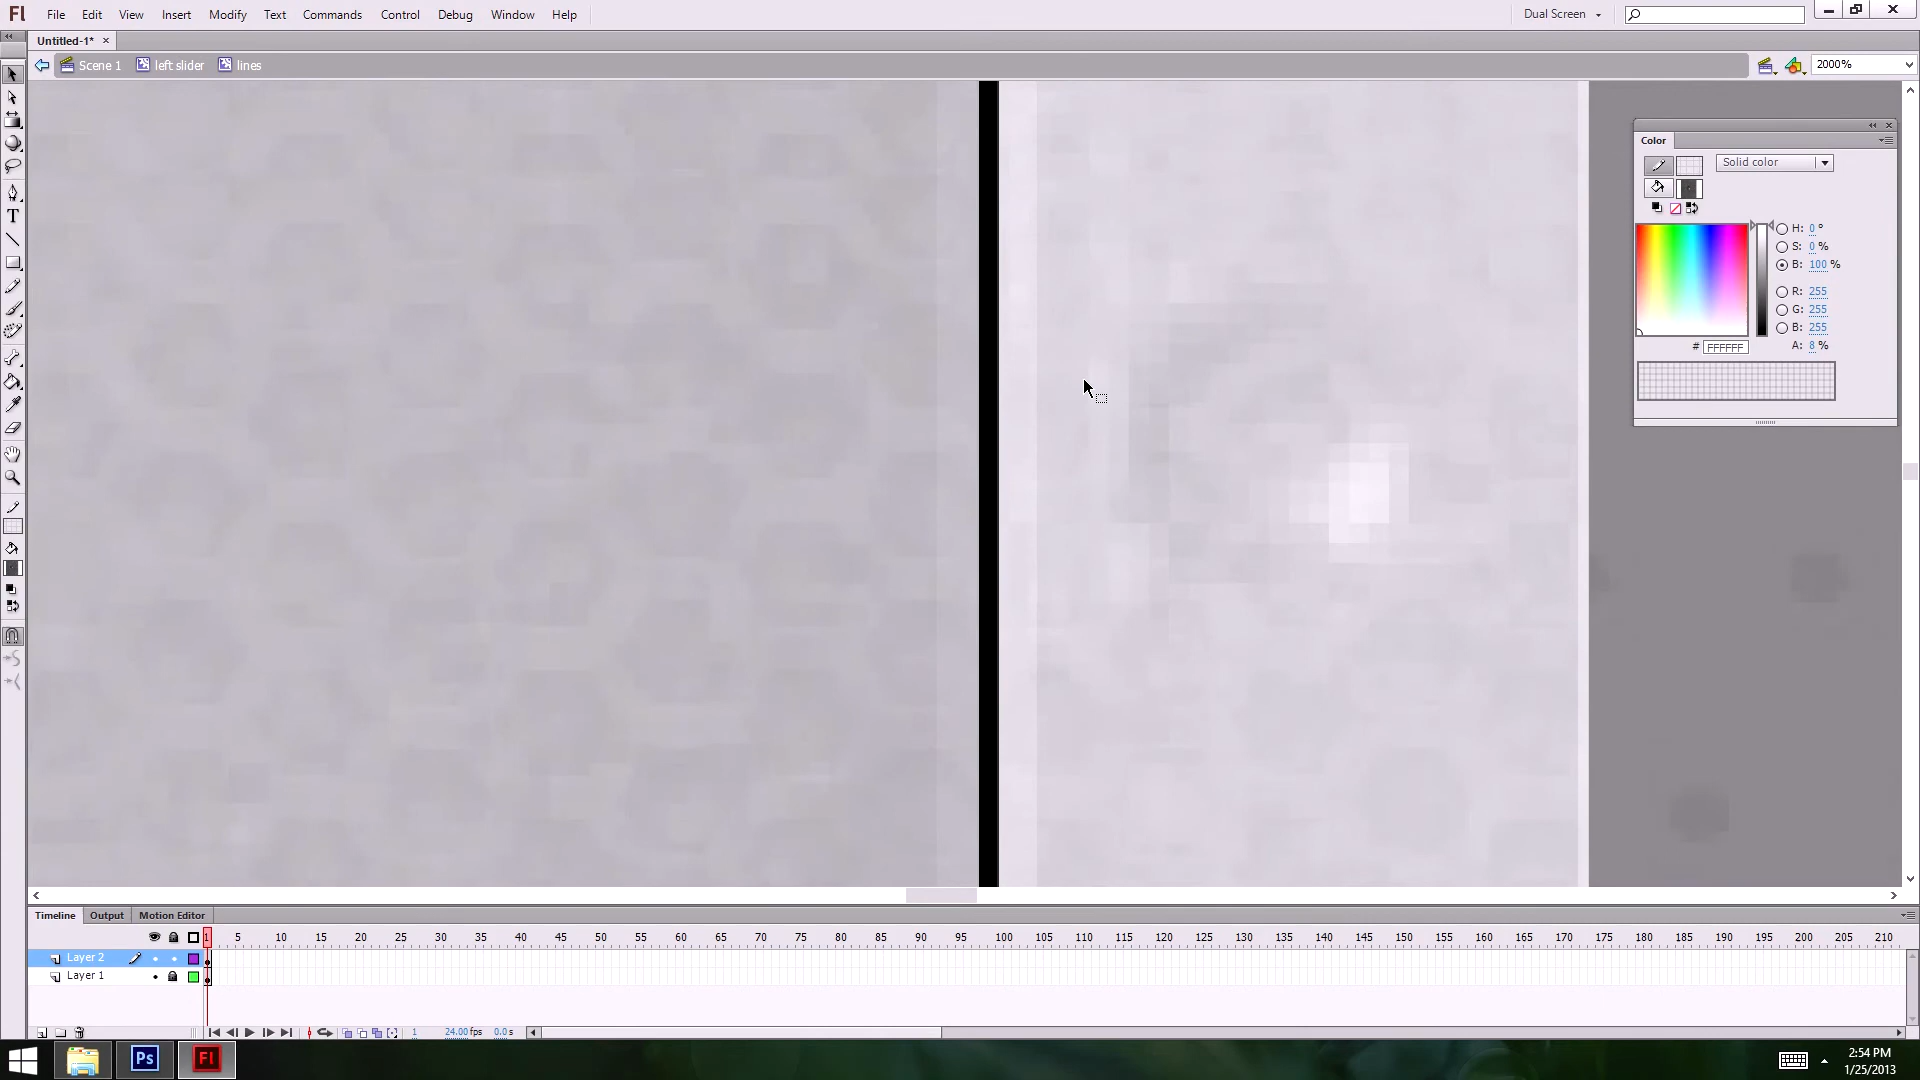 Fl File Edit View Insert Modify Text Commands Control Debug Window Help Dual Screen
Untitled-1* ×
Scene 1 left slider lines 2000%
Color
Solid color
H: 0 °
S: 0 %
B: 100 %
R: 255
G: 255
B: 255
# FFFFFF A: 8 %
Timeline Output Motion Editor
1 5 10 15 20 25 30 35 40 45 50 55 60 65 70 75 80 85 90 95 100 105 110 115 120 125 130 135 140 145 150 155 160 165 170 175 180 185 190 195 200 205 210
Layer 2
Layer 1
1 24.00 fps 0.0 s
Ps Fl 2:54 PM
1/25/2013